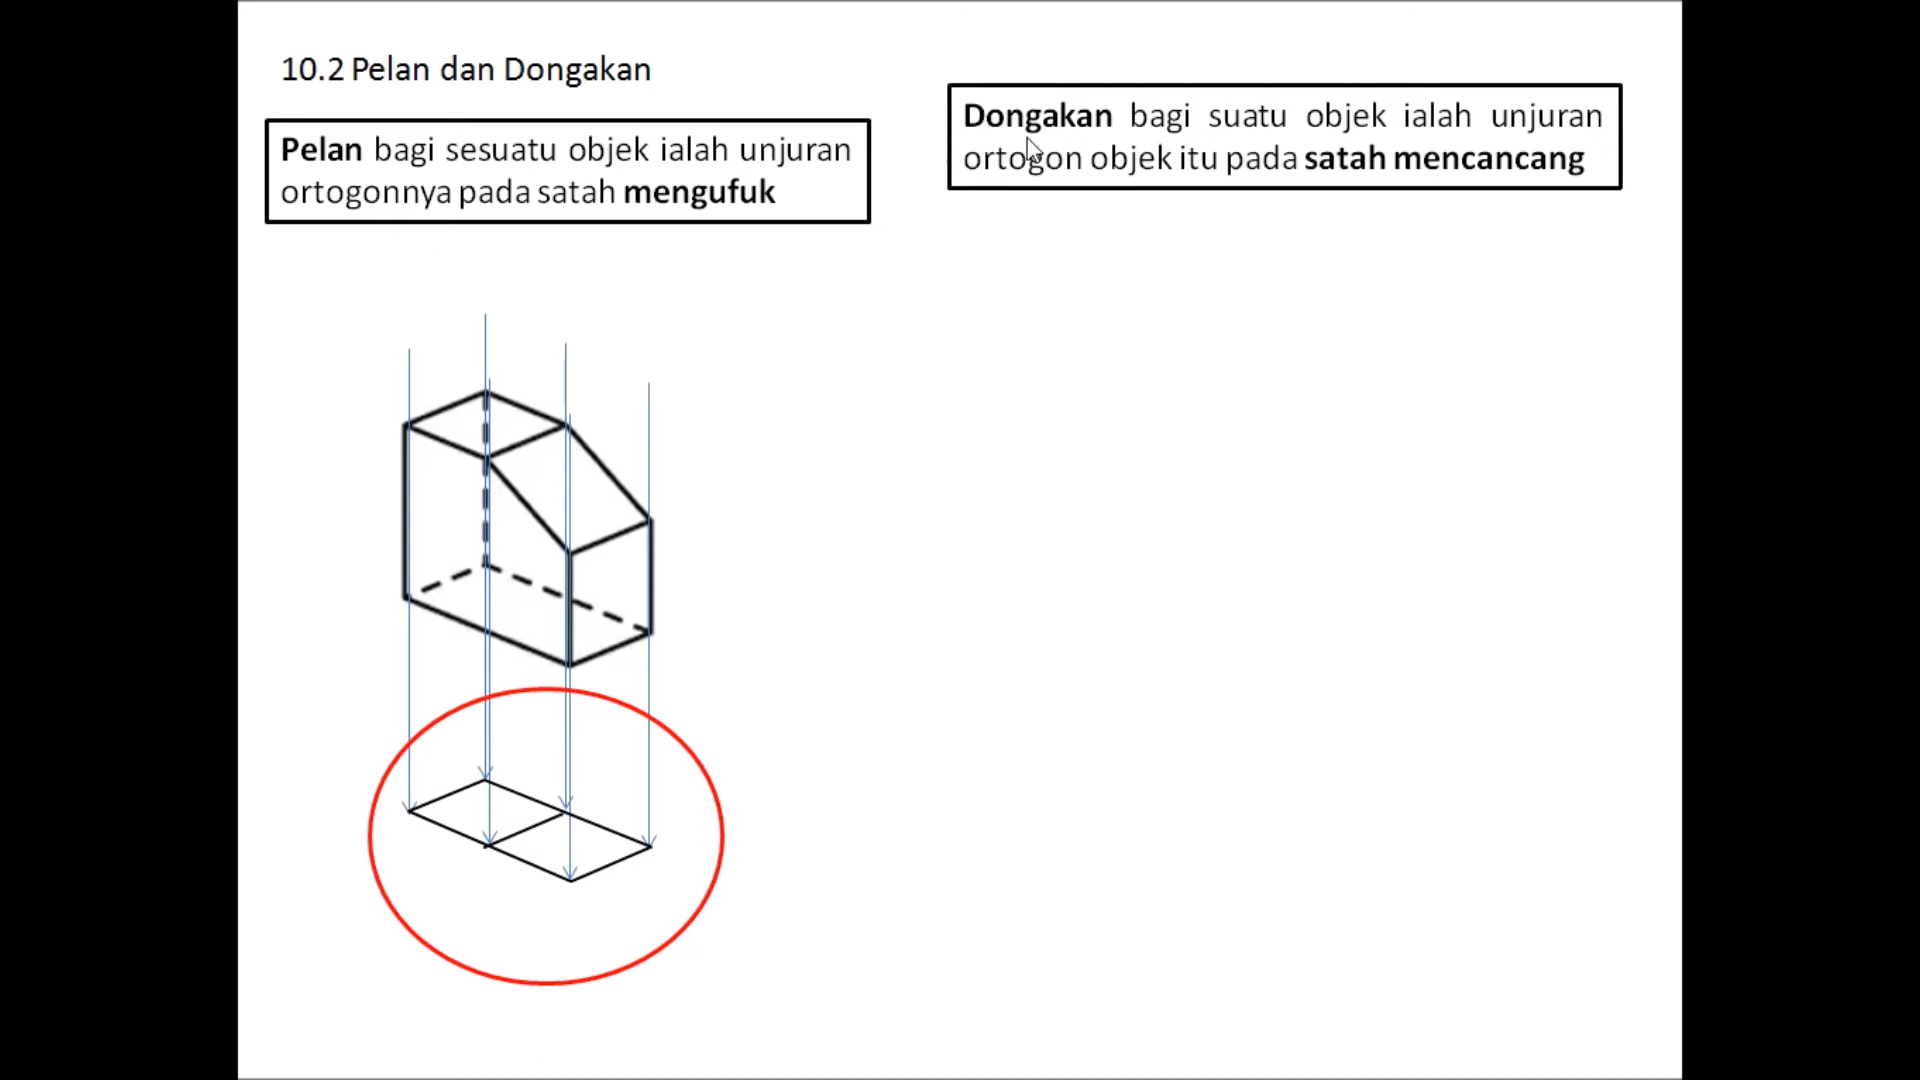 10.2 Pelan dan Dongakan
Pelan bagi sesuatu objek ialah unjuran
ortogonnya pada satah mengufuk
Dongakan bagi suatu objek ialah unjuran
ortogon objek itu pada satah mencancang